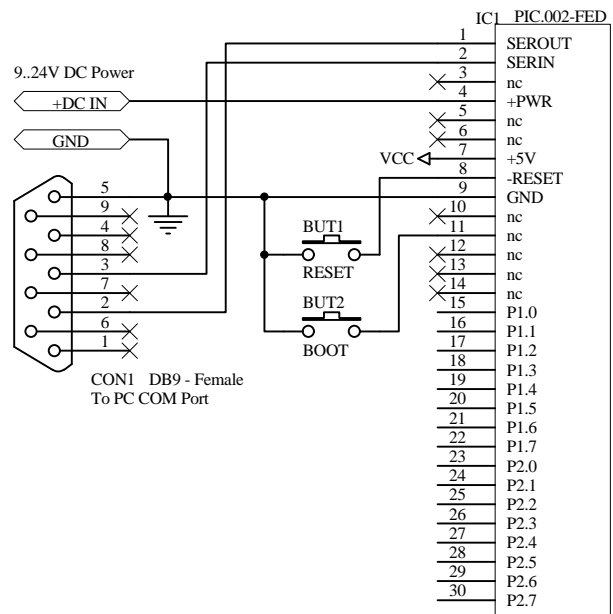 IC1 PIC.002-FED
1 SEROUT
2 SERIN
9..24V DC Power
3 nc
+DC IN
4 +PWR
5 nc
GND
6 nc
VCC 7 +5V
8 -RESET
5
9 GND
9
10 nc
4
BUT1
11 nc
8
12 nc
3
RESET
13 nc
7
14 nc
2
BUT2
15 P1.0
6
16 P1.1
1
BOOT
17 P1.2
CON1 DB9 - Female
To PC COM Port
18 P1.3
19 P1.4
20 P1.5
21 P1.6
22 P1.7
23 P2.0
24 P2.1
25 P2.2
26 P2.3
27 P2.4
28 P2.5
29 P2.6
30 P2.7